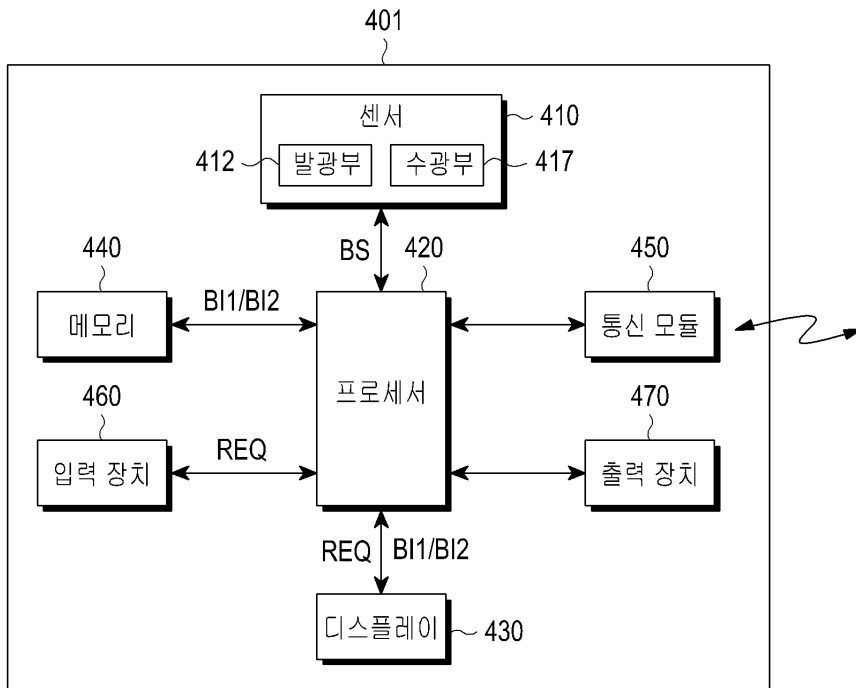 401
센서
410
412
발광부
수광부
417
BS
440
420
450
메모리
BI1/BI2
프로세서
통신 모듈
460
470
입력 장치
REQ
출력 장치
REQ
BI1/BI2
디스플레이
430